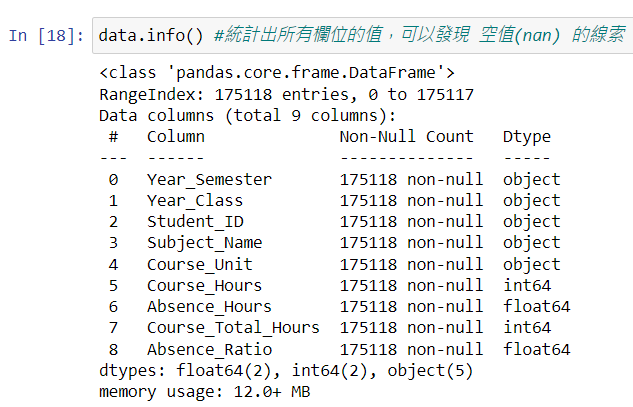 In [18]: data.info() #統計出所有欄位的值，可以發現 空值(nan) 的線索
<class 'pandas.core.frame.DataFrame'>
RangeIndex: 175118 entries, 0 to 175117
Data columns (total 9 columns):
 #   Column              Non-Null Count   Dtype
---  ------              --------------   -----
 0   Year_Semester       175118 non-null  object
 1   Year_Class          175118 non-null  object
 2   Student_ID          175118 non-null  object
 3   Subject_Name        175118 non-null  object
 4   Course_Unit         175118 non-null  object
 5   Course_Hours        175118 non-null  int64
 6   Absence_Hours       175118 non-null  float64
 7   Course_Total_Hours  175118 non-null  int64
 8   Absence_Ratio       175118 non-null  float64
dtypes: float64(2), int64(2), object(5)
memory usage: 12.0+ MB